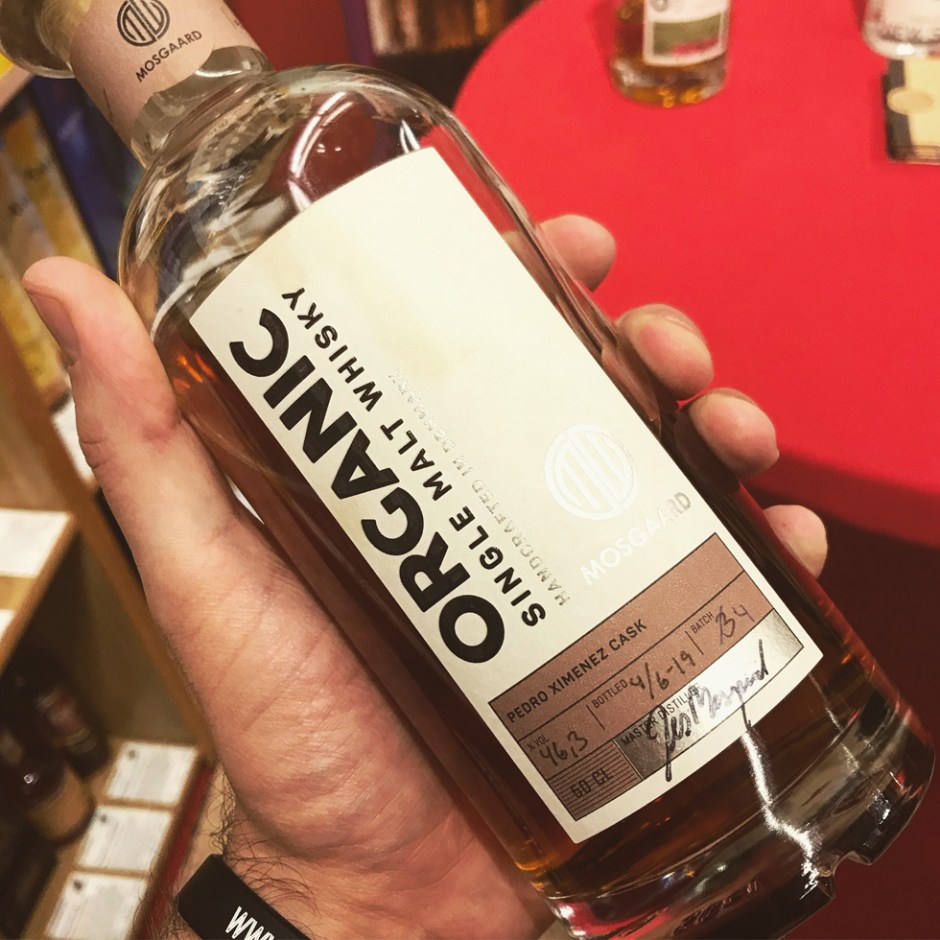 MOSGAARD
ORGANIC
SINGLE MALT WHISKY
HANDCRAFTED IN DENMARK
MOSGAARD
PEDRO XIMENEZ CASK
% VOL 46,3
BOTTLED 4/6-19
BATCH
MASTER DISTILLER
50 CL
WWW